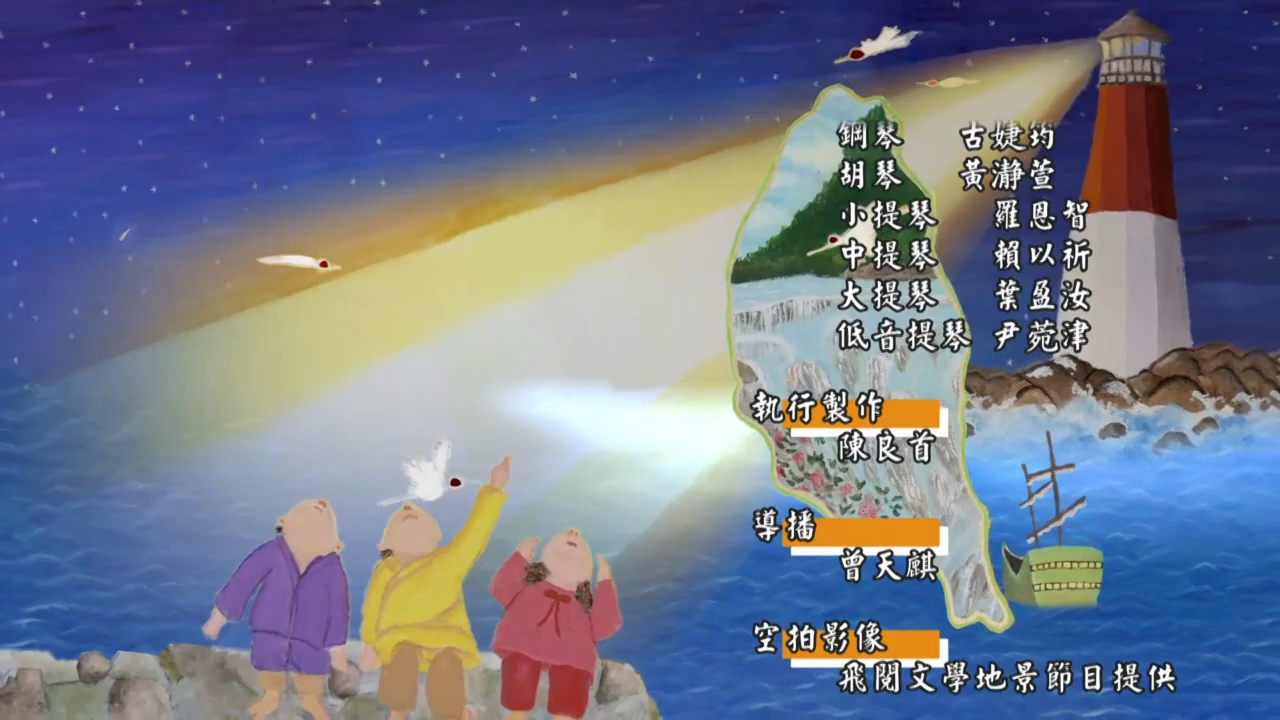 鋼琴 古婕筠
胡琴 黃瀞萱
小提琴 羅恩智
中提琴 賴以祈
大提琴 葉盈汝
低音提琴 尹菀津
執行製作
陳良首
導播
曾天麒
空拍影像
飛閱文學地景節目提供